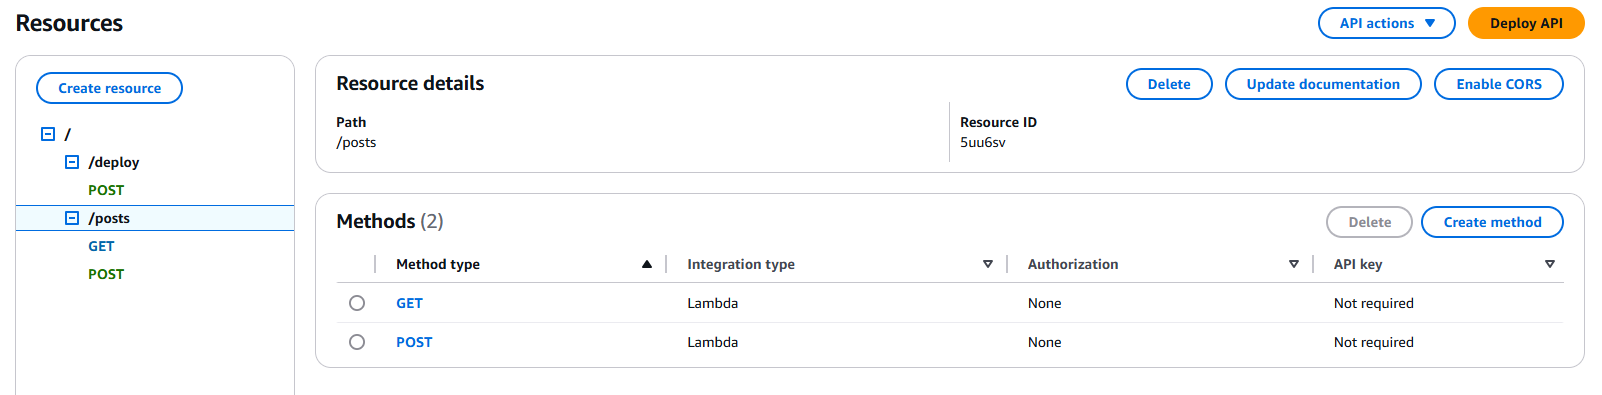 Resources
API actions
Deploy API
Create resource
/
/deploy
POST
/posts
GET
POST
Resource details
Delete
Update documentation
Enable CORS
Path
/posts
Resource ID
5uu6sv
Methods (2)
Delete
Create method
Method type
Integration type
Authorization
API key
GET
Lambda
None
Not required
POST
Lambda
None
Not required